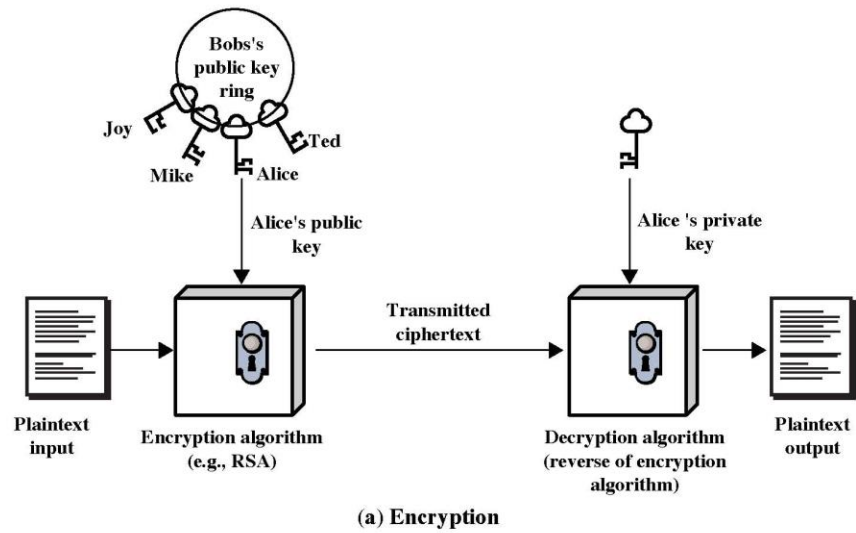 Bobs's
public key
ring
Joy
Ted
Mike
Alice
Alice's public
key
Alice 's private
key
Transmitted
ciphertext
Plaintext
input
Encryption algorithm
(e.g., RSA)
Decryption algorithm
(reverse of encryption
algorithm)
Plaintext
output
(a) Encryption